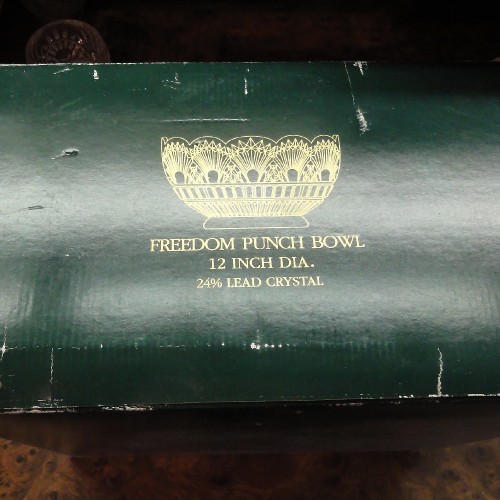 FREEDOM PUNCH BOWL
12 INCH DIA.
24% LEAD CRYSTAL